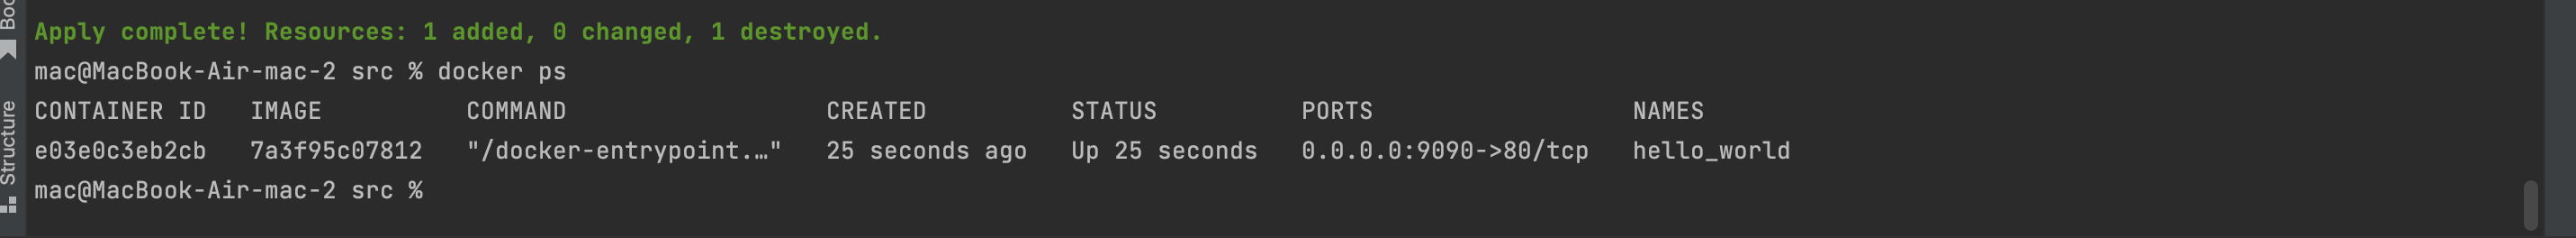 Boo
Structure
Apply complete! Resources: 1 added, 0 changed, 1 destroyed.
mac@MacBook-Air-mac-2 src % docker ps
CONTAINER ID   IMAGE          COMMAND                  CREATED          STATUS          PORTS                  NAMES
e03e0c3eb2cb   7a3f95c07812   "/docker-entrypoint.…"   25 seconds ago   Up 25 seconds   0.0.0.0:9090->80/tcp   hello_world
mac@MacBook-Air-mac-2 src %